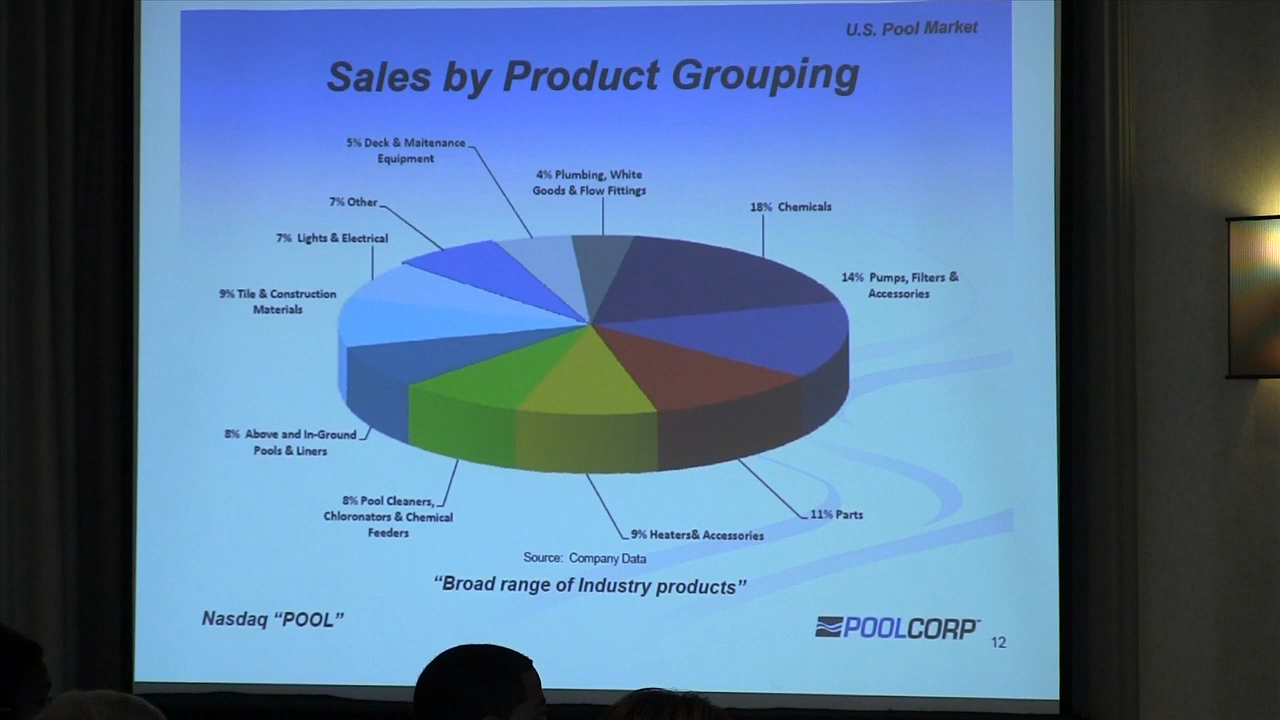 U.S. Pool Market
Sales by Product Grouping
5% Deck & Maitenance
Equipment
4% Plumbing, White
Goods & Flow Fittings
7% Other
18% Chemicals
7% Lights & Electrical
14% Pumps, Filters &
Accessories
9% Tile & Construction
Materials
8% Above and In-Ground
Pools & Liners
8% Pool Cleaners,
Chloronators & Chemical
Feeders
11% Parts
9% Heaters& Accessories
Source: Company Data
“Broad range of Industry products”
Nasdaq “POOL”
POOLCORP™
12